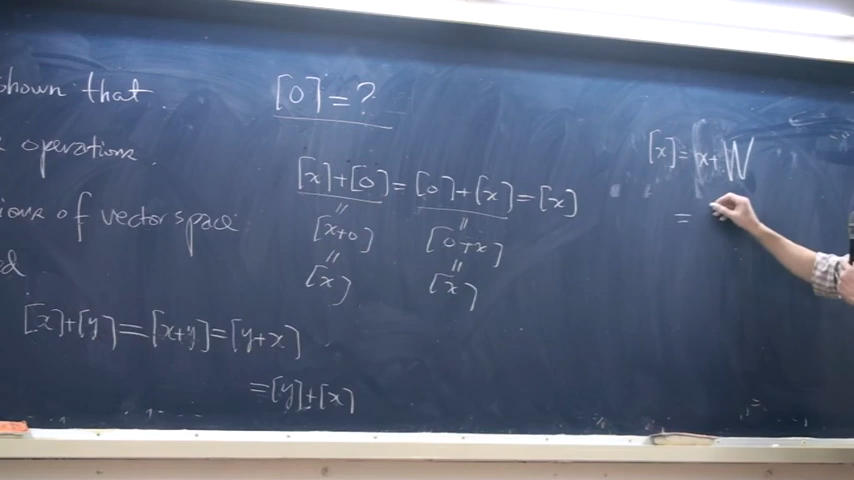 shown that
operations.
of vector space
[x]+[y]=[x+y]=[y+x]
=[y]+[x]
[0]=?
[x]+[0]=[0]+[x]=[x]
= =
[x+0] [0+x]
= =
[x] [x]
[x]=x+W
=